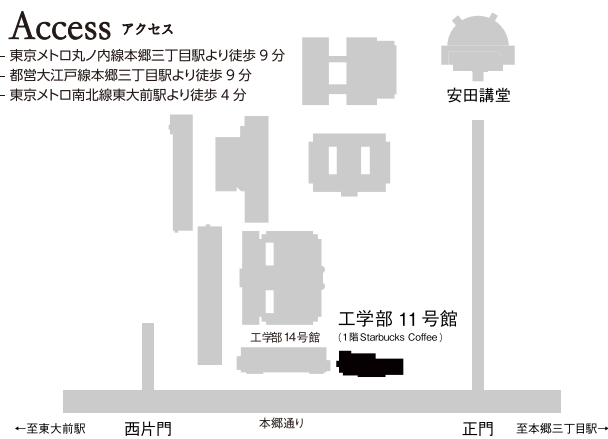 Access アクセス
- 東京メトロ丸ノ内線本郷三丁目駅より徒歩 9 分
- 都営大江戸線本郷三丁目駅より徒歩 9 分
- 東京メトロ南北線東大前駅より徒歩 4 分
安田講堂
工学部 11 号館
(1階 Starbucks Coffee)
工学部14号館
本郷通り
←至東大前駅
西片門
正門
至本郷三丁目駅→